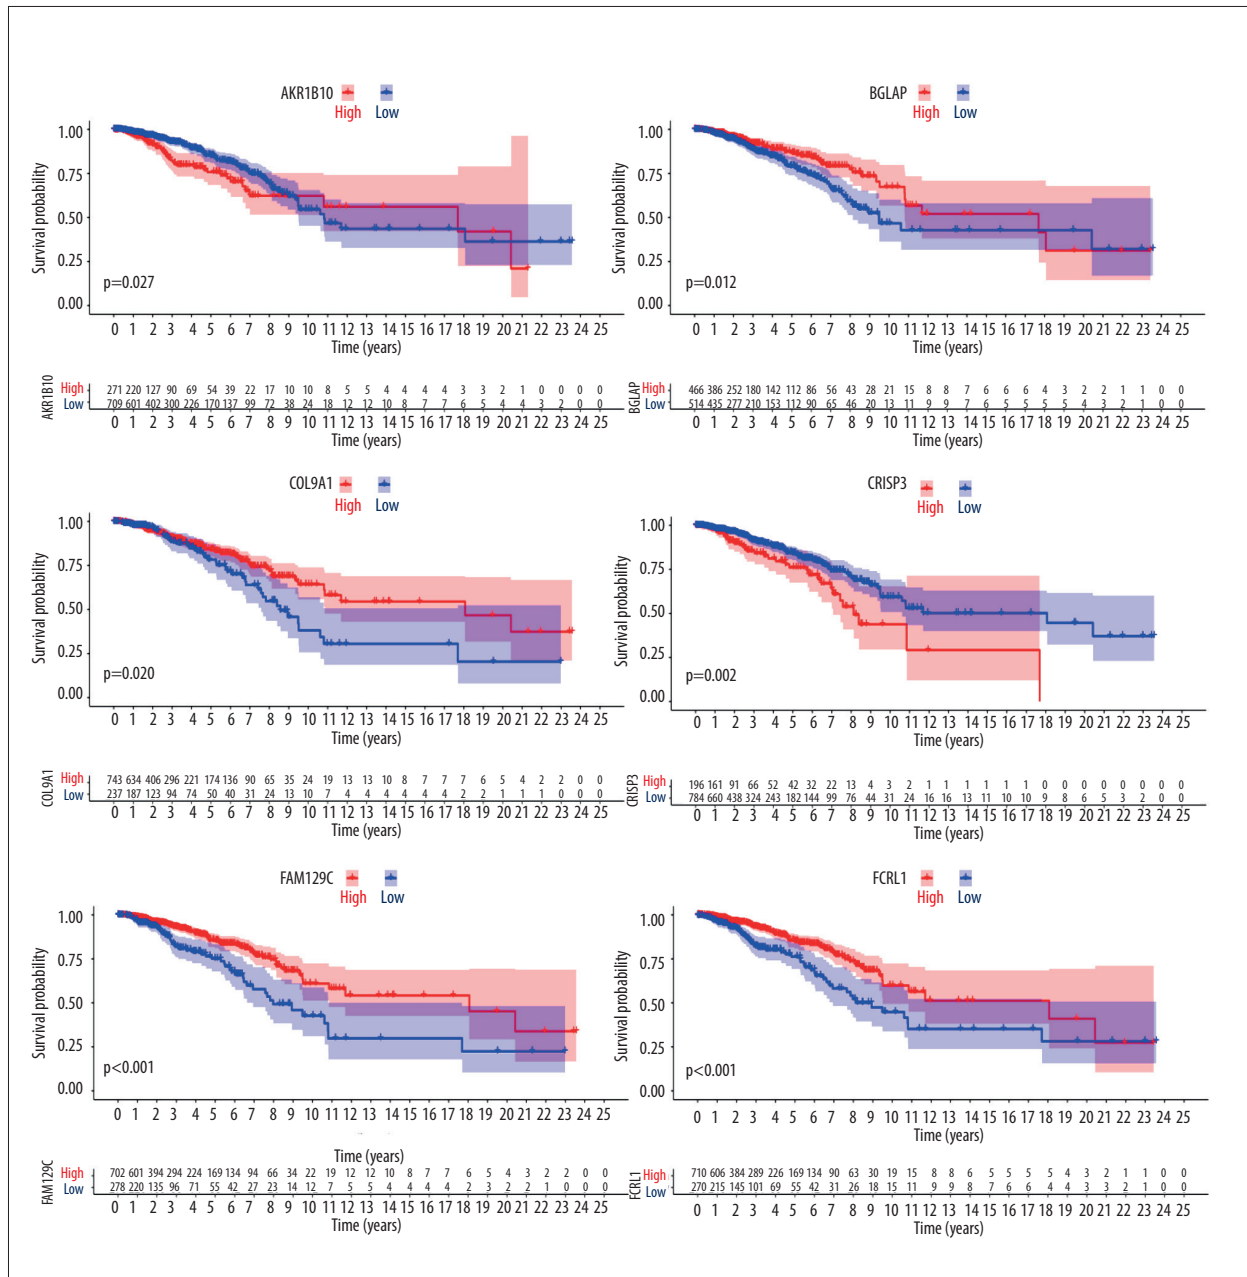 AKR1B10
High Low
1.00
0.75
0.50
0.25
0.00
Survival probability
p=0.027
0 1 2 3 4 5 6 7 8 9 10 11 12 13 14 15 16 17 18 19 20 21 22 23 24 25
Time (years)
AKR1B10
High 271 220 127 90 69 54 39 22 17 10 10 8 5 5 4 4 4 4 3 3 2 1 0 0 0 0
Low 709 601 402 300 226 170 137 99 72 38 24 18 12 12 10 8 7 7 6 5 4 4 3 2 0 0
0 1 2 3 4 5 6 7 8 9 10 11 12 13 14 15 16 17 18 19 20 21 22 23 24 25
Time (years)
BGLAP
High Low
1.00
0.75
0.50
0.25
0.00
Survival probability
p=0.012
0 1 2 3 4 5 6 7 8 9 10 11 12 13 14 15 16 17 18 19 20 21 22 23 24 25
Time (years)
BGLAP
High 466 386 252 180 142 112 86 56 43 28 21 15 8 8 7 6 6 6 4 3 2 2 1 1 0 0
Low 514 435 277 210 153 112 90 65 46 20 13 11 9 9 7 6 5 5 5 5 4 3 2 1 0 0
0 1 2 3 4 5 6 7 8 9 10 11 12 13 14 15 16 17 18 19 20 21 22 23 24 25
Time (years)
COL9A1
High Low
1.00
0.75
0.50
0.25
0.00
Survival probability
p=0.020
0 1 2 3 4 5 6 7 8 9 10 11 12 13 14 15 16 17 18 19 20 21 22 23 24 25
Time (years)
COL9A1
High 743 634 406 296 221 174 136 90 65 35 24 19 13 13 10 8 7 7 7 6 5 4 2 2 0 0
Low 237 187 123 94 74 50 40 31 24 13 10 7 4 4 4 4 4 4 2 2 1 1 1 0 0 0
0 1 2 3 4 5 6 7 8 9 10 11 12 13 14 15 16 17 18 19 20 21 22 23 24 25
Time (years)
CRISP3
High Low
1.00
0.75
0.50
0.25
0.00
Survival probability
p=0.002
0 1 2 3 4 5 6 7 8 9 10 11 12 13 14 15 16 17 18 19 20 21 22 23 24 25
Time (years)
CRISP3
High 196 161 91 66 52 42 32 22 13 4 3 2 1 1 1 1 1 1 0 0 0 0 0 0 0 0
Low 784 660 438 324 243 182 144 99 76 44 31 24 16 16 13 11 10 10 9 8 6 5 3 2 0 0
0 1 2 3 4 5 6 7 8 9 10 11 12 13 14 15 16 17 18 19 20 21 22 23 24 25
Time (years)
FAM129C
High Low
1.00
0.75
0.50
0.25
0.00
Survival probability
p<0.001
0 1 2 3 4 5 6 7 8 9 10 11 12 13 14 15 16 17 18 19 20 21 22 23 24 25
Time (years)
FAM129C
High 702 601 394 294 224 169 134 94 66 34 22 19 12 12 10 8 7 7 6 5 4 3 2 2 0 0
Low 278 220 135 96 71 55 42 27 23 14 12 7 5 5 4 4 4 4 2 3 2 2 1 0 0 0
0 1 2 3 4 5 6 7 8 9 10 11 12 13 14 15 16 17 18 19 20 21 22 23 24 25
Time (years)
FCRL1
High Low
1.00
0.75
0.50
0.25
0.00
Survival probability
p<0.001
0 1 2 3 4 5 6 7 8 9 10 11 12 13 14 15 16 17 18 19 20 21 22 23 24 25
Time (years)
FCRL1
High 710 606 384 289 226 169 134 90 63 30 19 15 8 8 6 5 5 5 5 4 3 2 1 1 0 0
Low 270 215 145 101 69 55 42 31 26 18 15 11 9 9 8 7 6 6 4 4 3 3 2 1 0 0
0 1 2 3 4 5 6 7 8 9 10 11 12 13 14 15 16 17 18 19 20 21 22 23 24 25
Time (years)